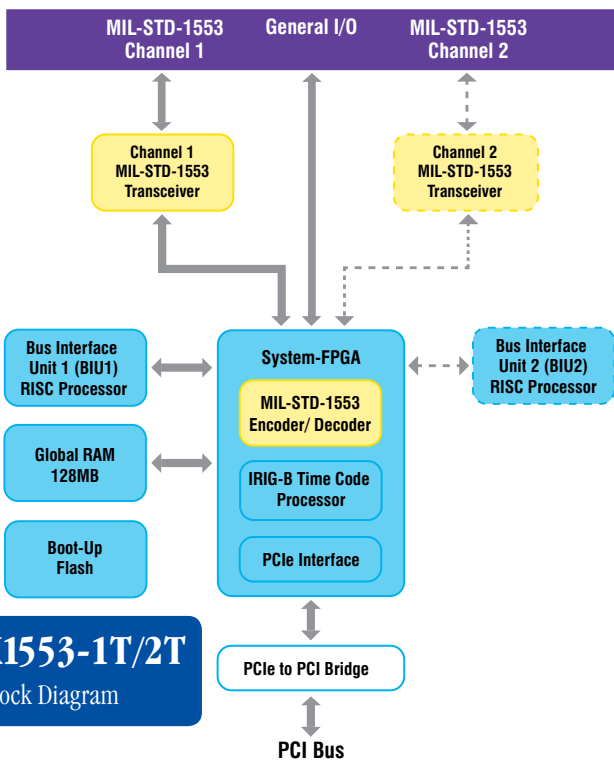 MIL-STD-1553
Channel 1
General I/O
MIL-STD-1553
Channel 2
Channel 1
MIL-STD-1553
Transceiver
Channel 2
MIL-STD-1553
Transceiver
Bus Interface
Unit 1 (BIU1)
RISC Processor
System-FPGA
Bus Interface
Unit 2 (BIU2)
RISC Processor
MIL-STD-1553
Encoder/ Decoder
Global RAM
128MB
IRIG-B Time Code
Processor
Boot-Up
Flash
PCIe Interface
1553-1T/2T
Diagram
PCIe to PCI Bridge
PCI Bus